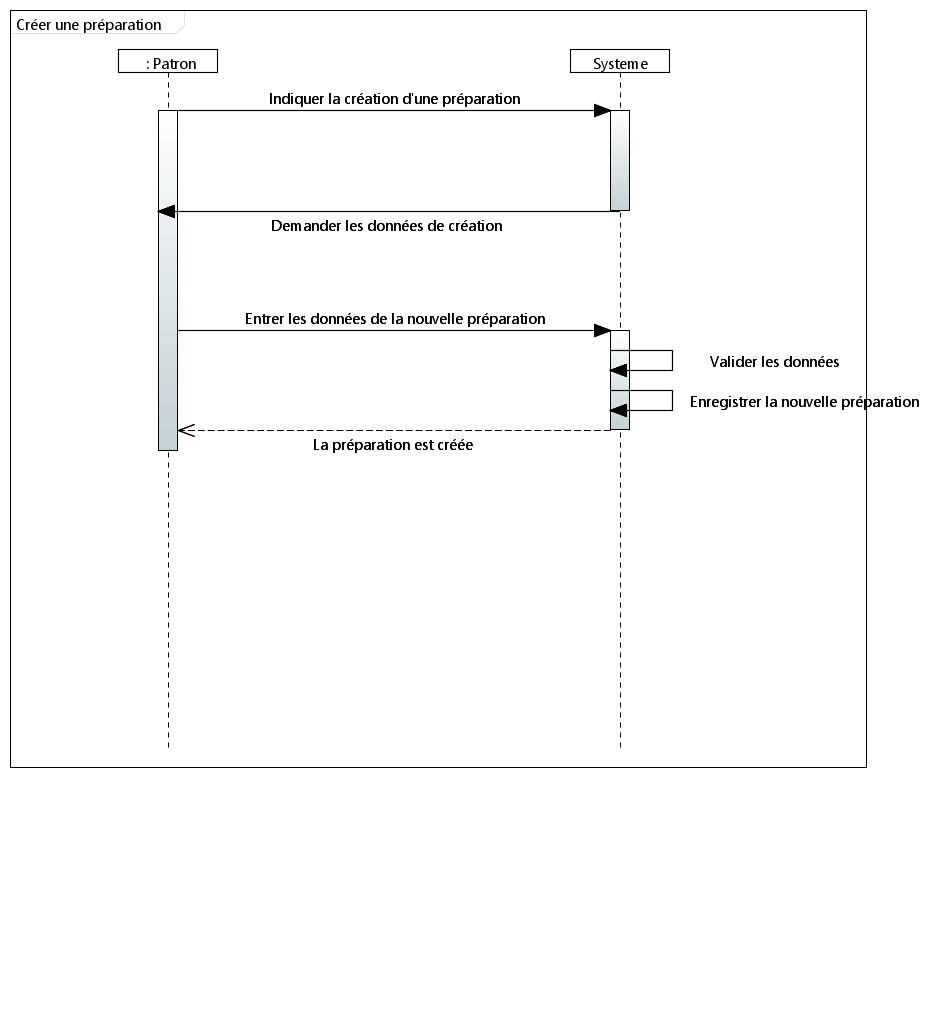 Créer une préparation
: Patron
Systeme
Indiquer la création d'une préparation
Demander les données de création
Entrer les données de la nouvelle préparation
Valider les données
Enregistrer la nouvelle préparation
La préparation est créée